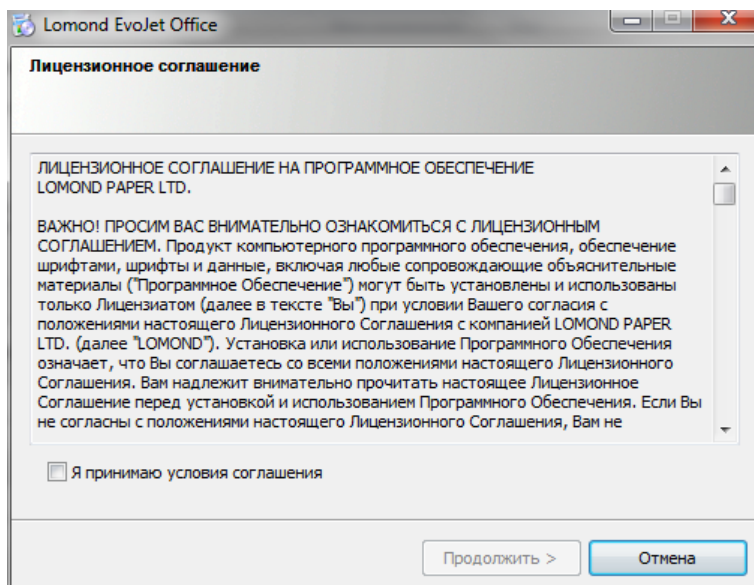 Lomond EvoJet Office
Лицензионное соглашение
ЛИЦЕНЗИОННОЕ СОГЛАШЕНИЕ НА ПРОГРАММНОЕ ОБЕСПЕЧЕНИЕ
LOMOND PAPER LTD.
ВАЖНО! ПРОСИМ ВАС ВНИМАТЕЛЬНО ОЗНАКОМИТЬСЯ С ЛИЦЕНЗИОННЫМ
СОГЛАШЕНИЕМ. Продукт компьютерного программного обеспечения, обеспечение
шрифтами, шрифты и данные, включая любые сопровождающие объяснительные
материалы ("Программное Обеспечение") могут быть установлены и использованы
только Лицензиатом (далее в тексте "Вы") при условии Вашего согласия с
положениями настоящего Лицензионного Соглашения с компанией LOMOND PAPER
LTD. (далее "LOMOND"). Установка или использование Программного Обеспечения
означает, что Вы соглашаетесь со всеми положениями настоящего Лицензионного
Соглашения. Вам надлежит внимательно прочитать настоящее Лицензионное
Соглашение перед установкой и использованием Программного Обеспечения. Если Вы
не согласны с положениями настоящего Лицензионного Соглашения, Вам не
Я принимаю условия соглашения
Продолжить >
Отмена